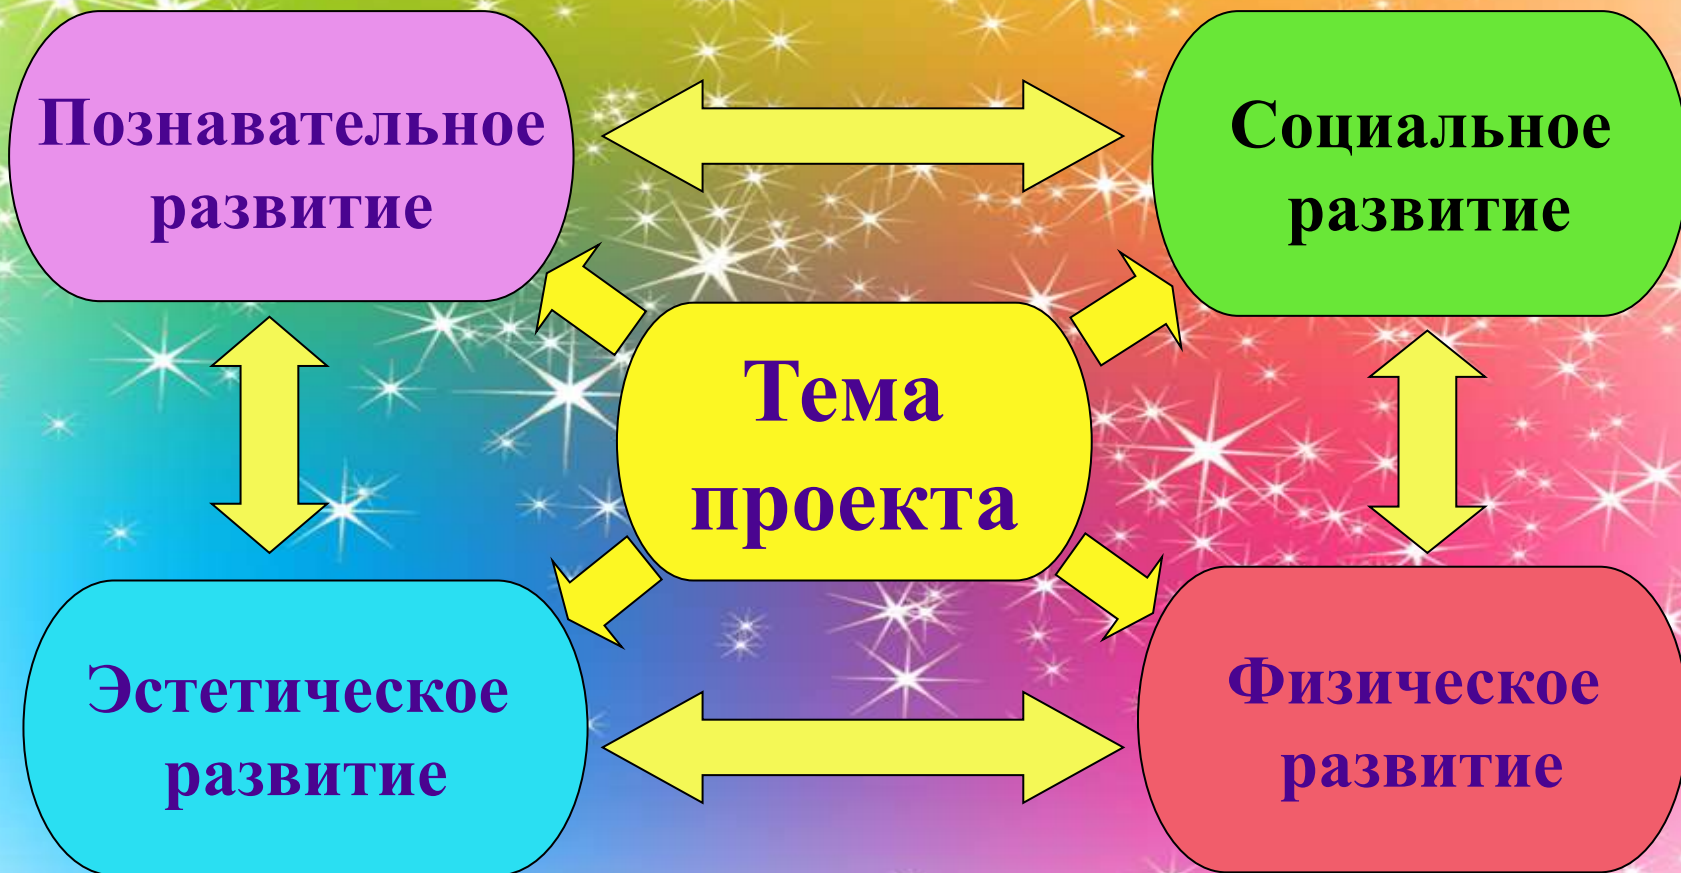 Познавательное
развитие
Социальное
развитие
Тема
проекта
Эстетическое
развитие
Физическое
развитие